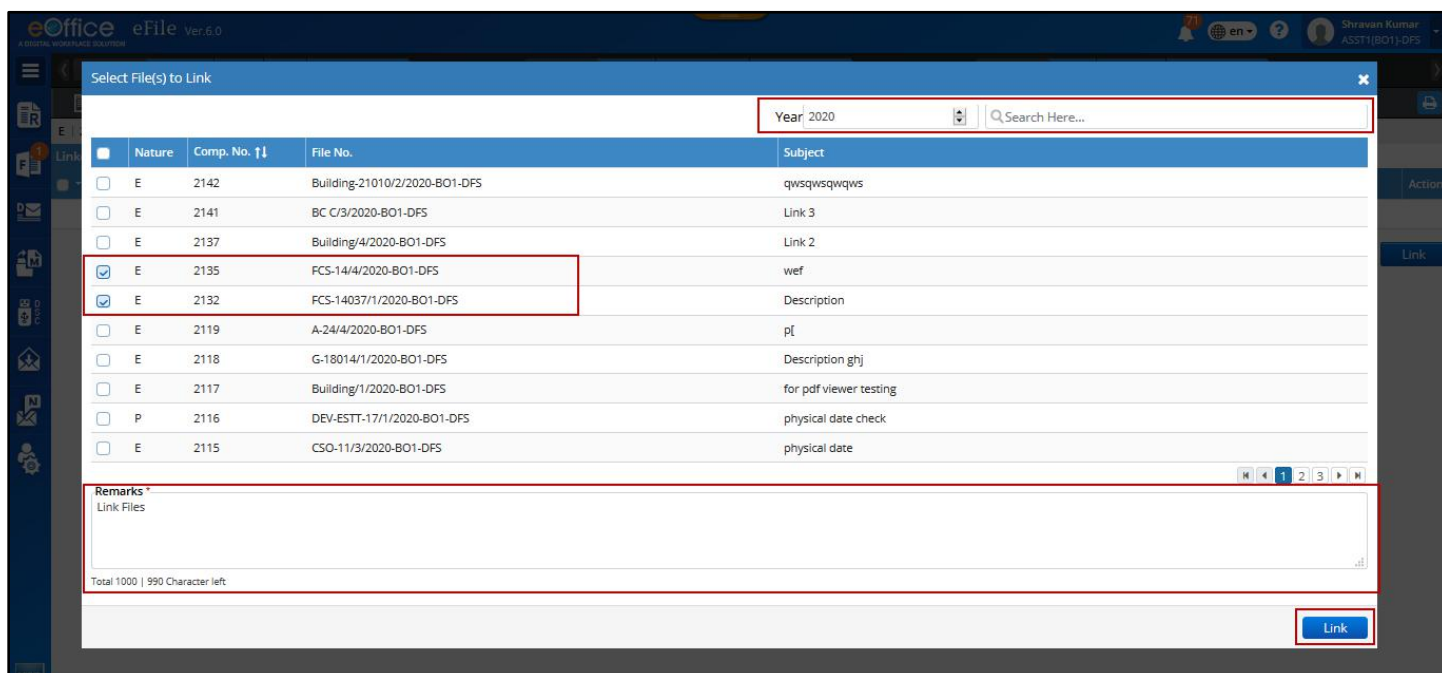 eOffice eFile Ver.6.0
A DIGITAL WORKPLACE SOLUTION
71 en ? Shravan Kumar
ASST1(BO1)-DFS
Select File(s) to Link
Year 2020 Search Here...
Nature Comp. No. File No. Subject
E 2142 Building-21010/2/2020-BO1-DFS qwsqwsqwqws
E 2141 BC C/3/2020-BO1-DFS Link 3
E 2137 Building/4/2020-BO1-DFS Link 2
E 2135 FCS-14/4/2020-BO1-DFS wef
E 2132 FCS-14037/1/2020-BO1-DFS Description
E 2119 A-24/4/2020-BO1-DFS p[
E 2118 G-18014/1/2020-BO1-DFS Description ghj
E 2117 Building/1/2020-BO1-DFS for pdf viewer testing
P 2116 DEV-ESTT-17/1/2020-BO1-DFS physical date check
E 2115 CSO-11/3/2020-BO1-DFS physical date
1 2 3
Remarks *
Link Files
Total 1000 | 990 Character left
Link
R
E
F 1
Link
Action
D
M
Link
DSC
N